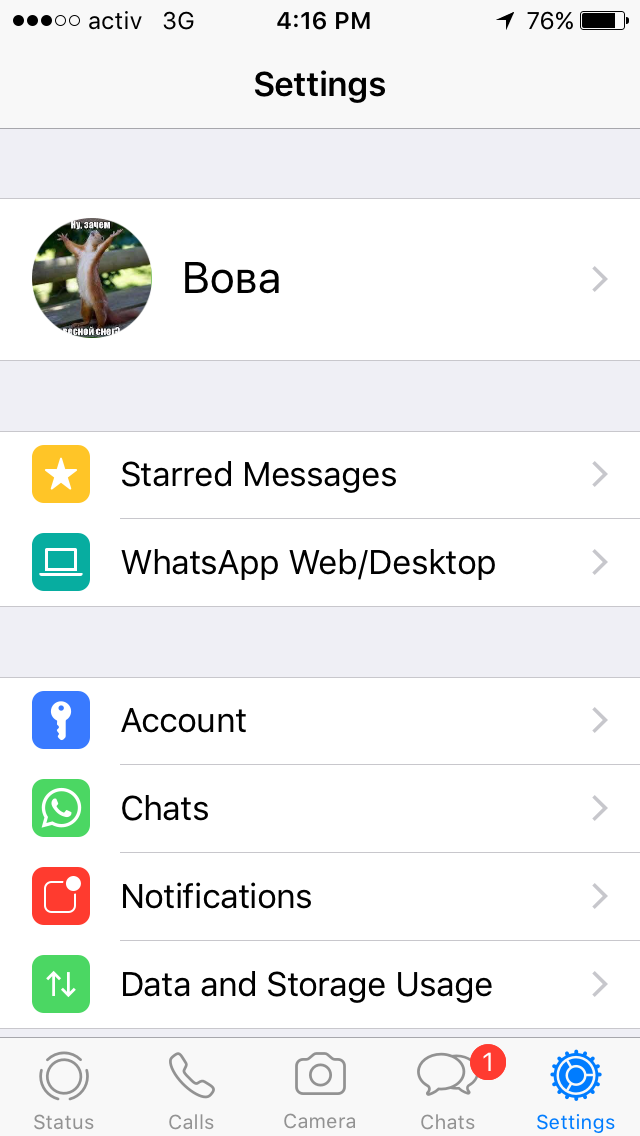 activ 3G 4:16 PM 76%
Settings
Ну, зачем
весной снег?
Вова
Starred Messages
WhatsApp Web/Desktop
Account
Chats
Notifications
Data and Storage Usage
1
Status Calls Camera Chats Settings